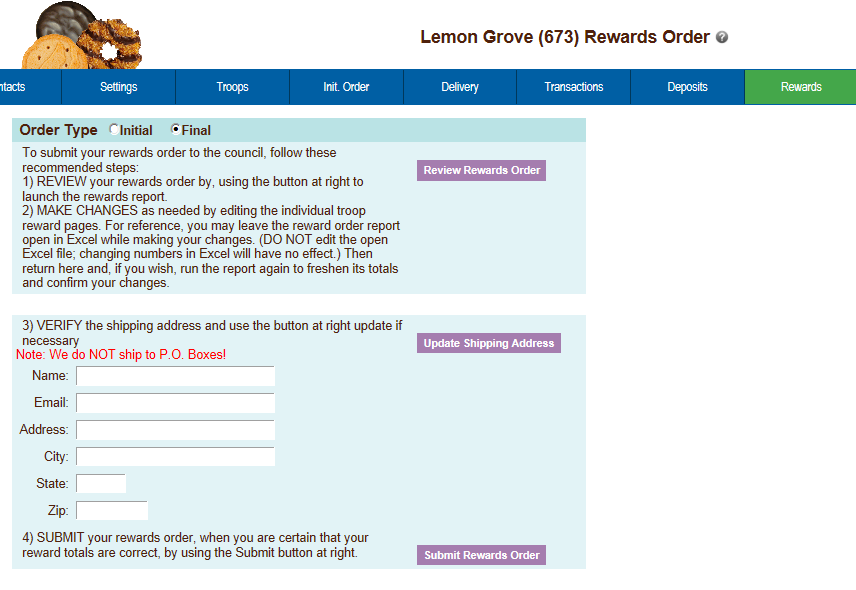 Lemon Grove (673) Rewards Order ?
ntacts Settings Troops Init. Order Delivery Transactions Deposits Rewards
Order Type Initial Final
To submit your rewards order to the council, follow these
recommended steps:
1) REVIEW your rewards order by, using the button at right to
launch the rewards report.
2) MAKE CHANGES as needed by editing the individual troop
reward pages. For reference, you may leave the reward order report
open in Excel while making your changes. (DO NOT edit the open
Excel file; changing numbers in Excel will have no effect.) Then
return here and, if you wish, run the report again to freshen its totals
and confirm your changes.
Review Rewards Order
3) VERIFY the shipping address and use the button at right update if
necessary
Note: We do NOT ship to P.O. Boxes!
Update Shipping Address
Name:
Email:
Address:
City:
State:
Zip:
4) SUBMIT your rewards order, when you are certain that your
reward totals are correct, by using the Submit button at right.
Submit Rewards Order